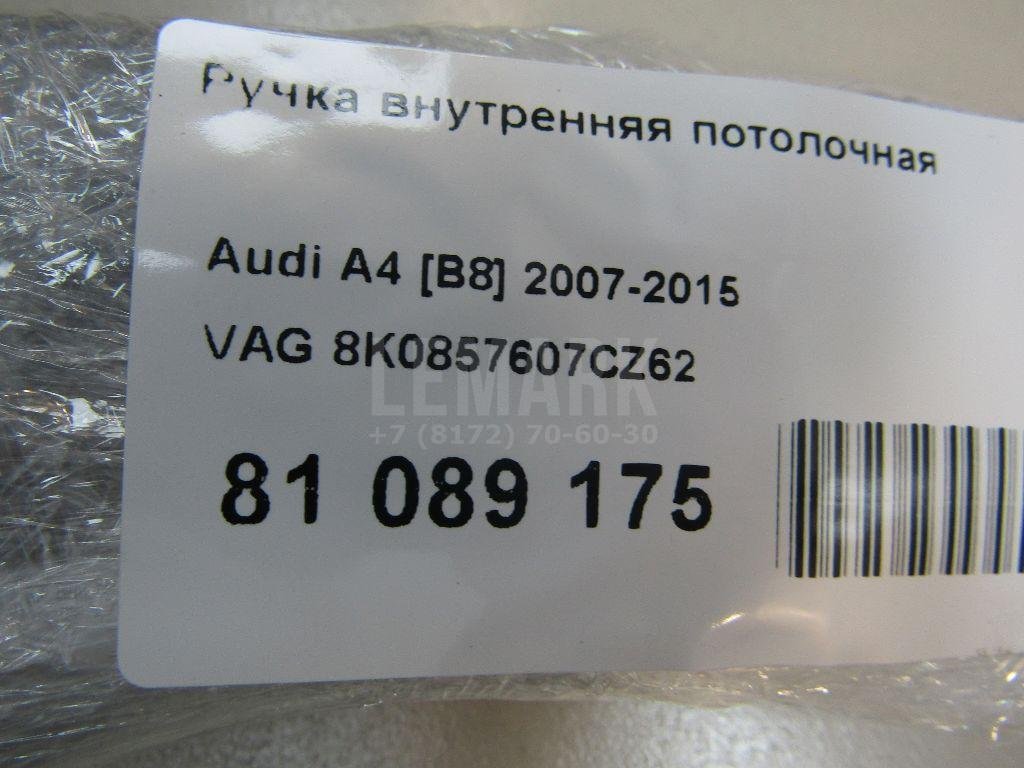 Ручка внутренняя потолочная
Audi A4 [B8] 2007-2015
VAG 8K0857607CZ62
LEMARK
+7 (8172) 70-60-30
81 089 175